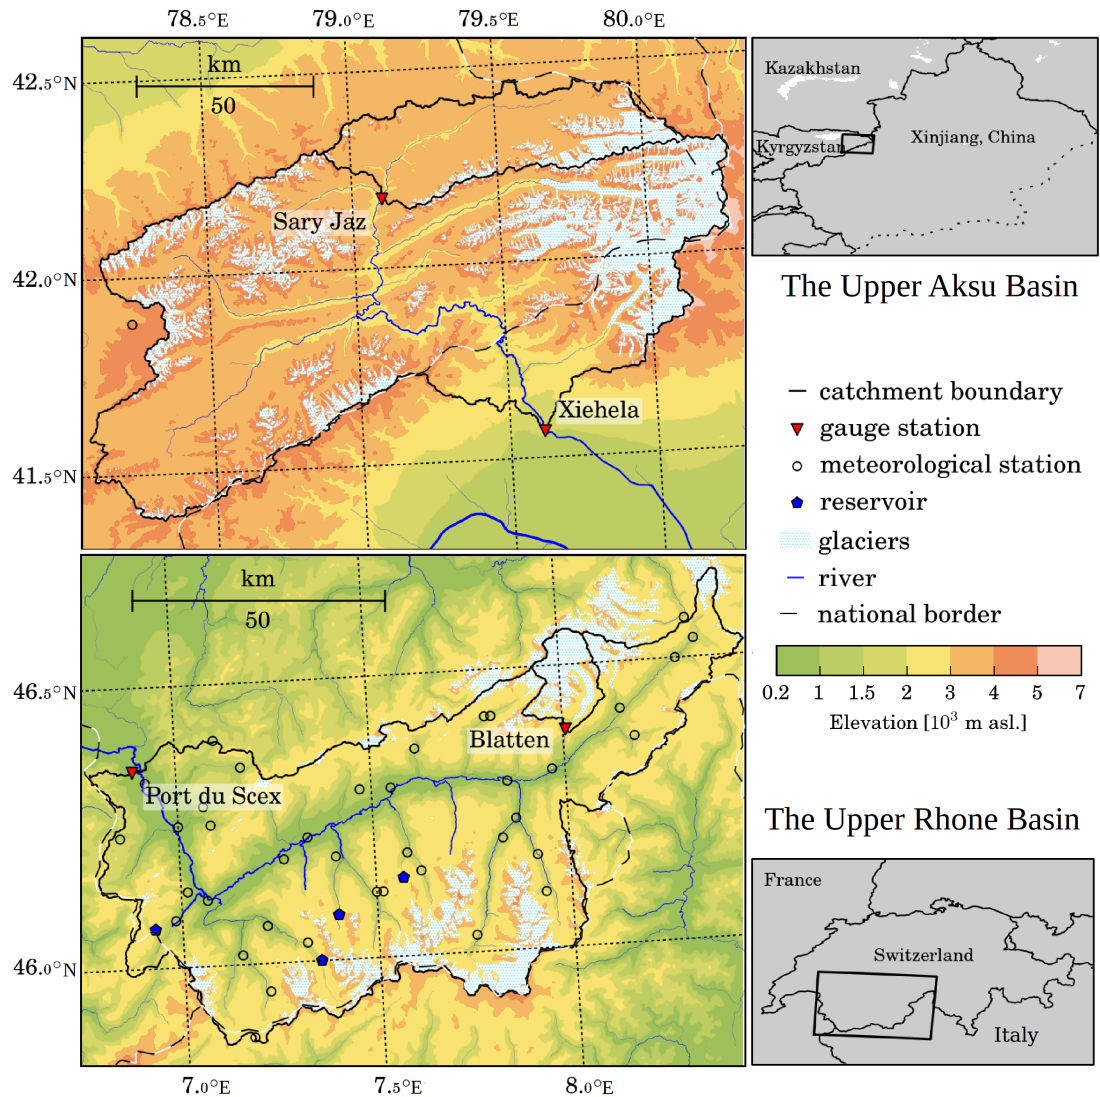 78.5°E 79.0°E 79.5°E 80.0°E
42.5°N
km
50
Sary Jaz
42.0°N
Xiehela
41.5°N
Kazakhstan
Kyrgyzstan
Xinjiang, China
The Upper Aksu Basin
catchment boundary
gauge station
meteorological station
reservoir
glaciers
river
national border
0.2 1 1.5 2 3 4 5 7
Elevation [10³ m asl.]
km
50
46.5°N
Blatten
Port du Scex
46.0°N
7.0°E 7.5°E 8.0°E
The Upper Rhone Basin
France
Switzerland
Italy